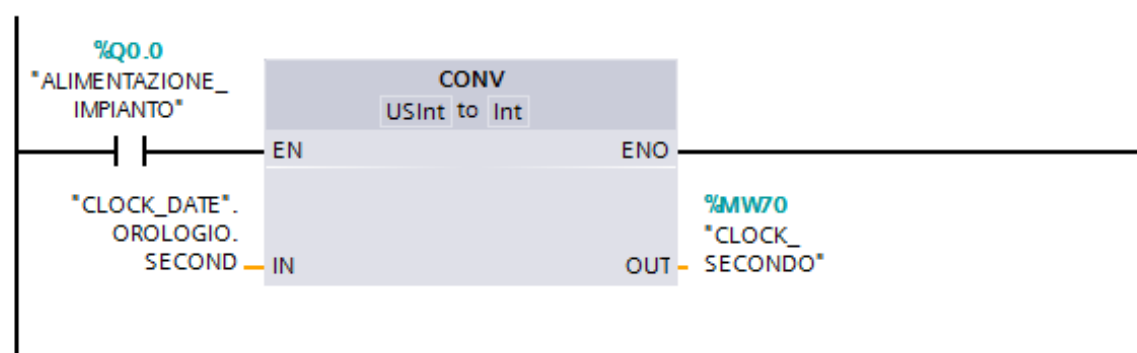 %Q0.0
"ALIMENTAZIONE_
IMPIANTO"
CONV
USInt to Int
EN
ENO
"CLOCK_DATE".
OROLOGIO.
SECOND
IN
OUT
%MW70
"CLOCK_
SECONDO"